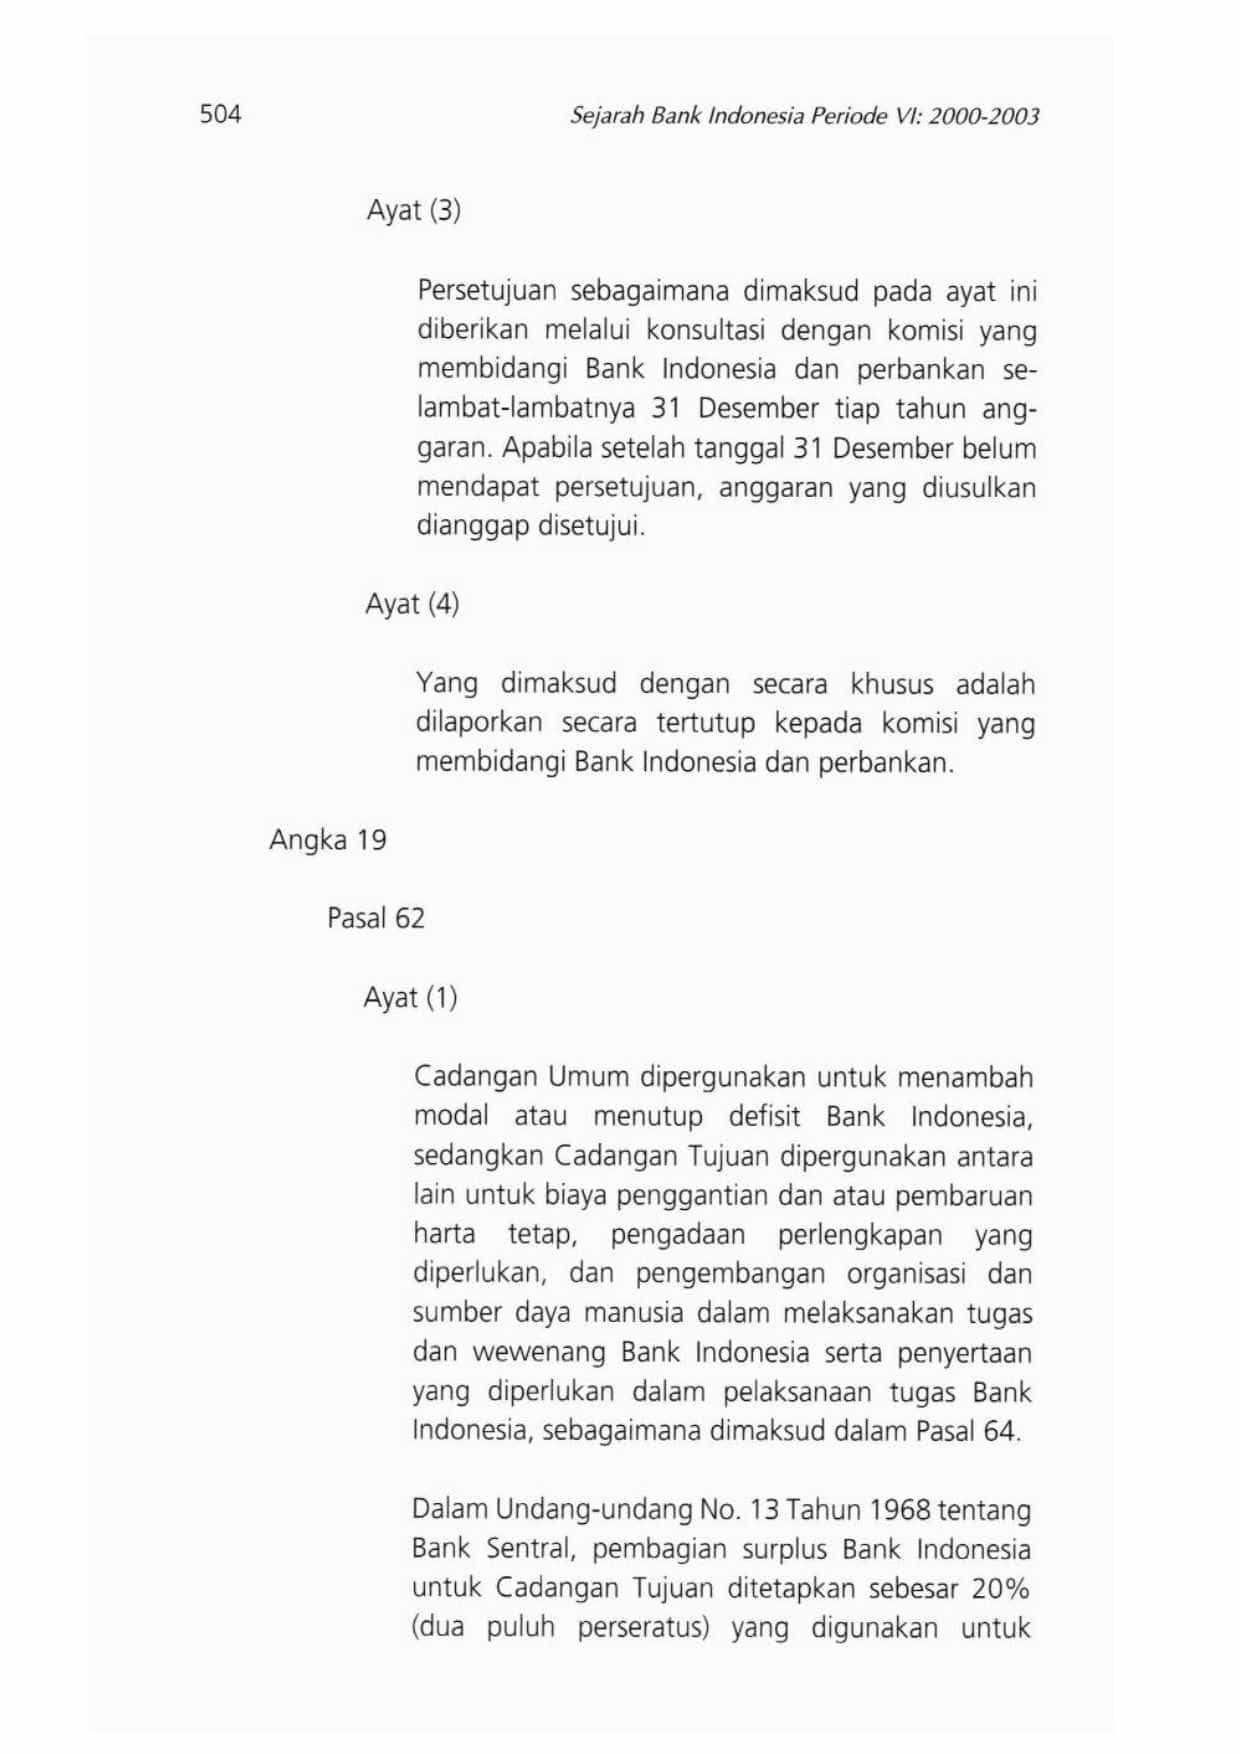 504
Sejarah Bank Indonesia Periode VI: 2000-2003
Ayat (3)
Persetujuan sebagaimana dimaksud pada ayat ini
diberikan melalui konsultasi dengan komisi yang
membidangi Bank Indonesia dan perbankan se-
lambat-lambatnya 31 Desember tiap tahun ang-
garan. Apabila setelah tanggal 31 Desember belum
mendapat persetujuan, anggaran yang diusulkan
dianggap disetujui.
Ayat (4)
Yang dimaksud dengan secara khusus adalah
dilaporkan secara tertutup kepada komisi yang
membidangi Bank Indonesia dan perbankan.
Angka 19
Pasal 62
Ayat (1)
Cadangan Umum dipergunakan untuk menambah
modal atau menutup defisit Bank Indonesia,
sedangkan Cadangan Tujuan dipergunakan antara
lain untuk biaya penggantian dan atau pembaruan
harta tetap, pengadaan perlengkapan yang
diperlukan, dan pengembangan organisasi dan
sumber daya manusia dalam melaksanakan tugas
dan wewenang Bank Indonesia serta penyertaan
yang diperlukan dalam pelaksanaan tugas Bank
Indonesia, sebagaimana dimaksud dalam Pasal 64.
Dalam Undang-undang No. 13 Tahun 1968 tentang
Bank Sentral, pembagian surplus Bank Indonesia
untuk Cadangan Tujuan ditetapkan sebesar 20%
(dua puluh perseratus) yang digunakan untuk